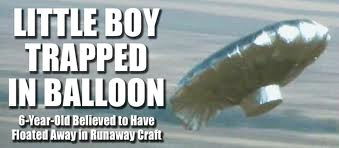 LITTLE BOY
TRAPPED
IN BALLOON
6-Year-Old Believed to Have
Floated Away in Runaway Craft